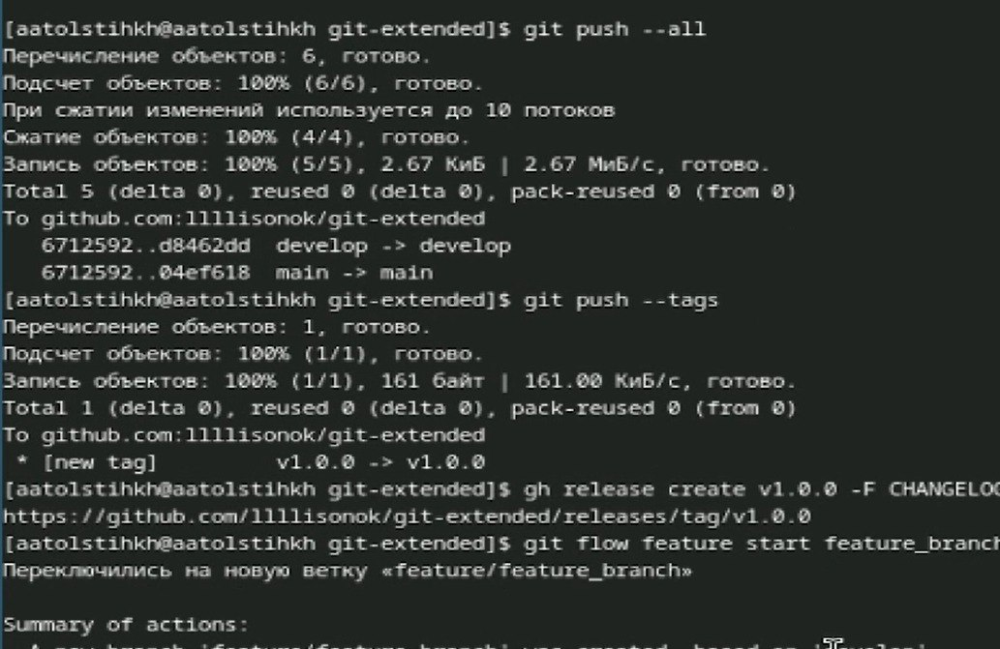 [aatolstihkh@aatolstihkh git-extended]$ git push --all
Перечисление объектов: 6, готово.
Подсчет объектов: 100% (6/6), готово.
При сжатии изменений используется до 10 потоков
Сжатие объектов: 100% (4/4), готово.
Запись объектов: 100% (5/5), 2.67 КиБ | 2.67 МиБ/с, готово.
Total 5 (delta 0), reused 0 (delta 0), pack-reused 0 (from 0)
To github.com:llllisonok/git-extended
6712592..d8462dd develop -> develop
6712592..04ef618 main -> main
[aatolstihkh@aatolstihkh git-extended]$ git push --tags
Перечисление объектов: 1, готово.
Подсчет объектов: 100% (1/1), готово.
Запись объектов: 100% (1/1), 161 байт | 161.00 КиБ/с, готово.
Total 1 (delta 0), reused 0 (delta 0), pack-reused 0 (from 0)
To github.com:llllisonok/git-extended
* [new tag] v1.0.0 -> v1.0.0
[aatolstihkh@aatolstihkh git-extended]$ gh release create v1.0.0 -F CHANGELOG
https://github.com/llllisonok/git-extended/releases/tag/v1.0.0
[aatolstihkh@aatolstihkh git-extended]$ git flow feature start feature_branch
Переключились на новую ветку «feature/feature_branch»
Summary of actions: